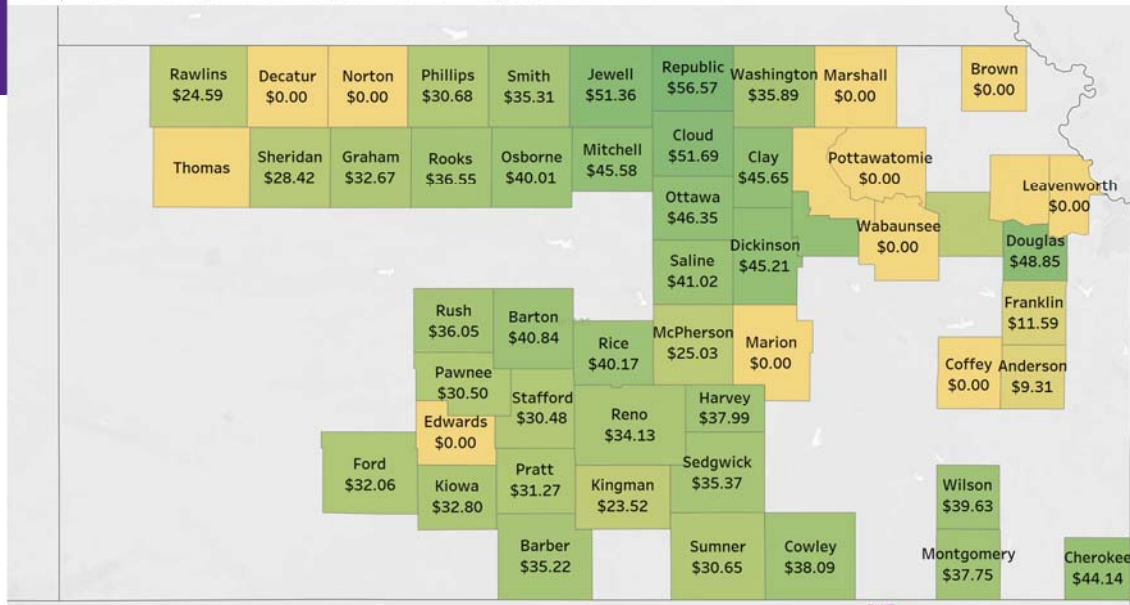 Rawlins
$24.59
Decatur
$0.00
Norton
$0.00
Phillips
$30.68
Smith
$35.31
Jewell
$51.36
Republic
$56.57
Washington
$35.89
Marshall
$0.00
Brown
$0.00
Thomas
Sheridan
$28.42
Graham
$32.67
Rooks
$36.55
Osborne
$40.01
Mitchell
$45.58
Cloud
$51.69
Clay
$45.65
Pottawatomie
$0.00
Leavenworth
$0.00
Ottawa
$46.35
Dickinson
$45.21
Wabaunsee
$0.00
Douglas
$48.85
Saline
$41.02
Rush
$36.05
Barton
$40.84
Rice
$40.17
McPherson
$25.03
Marion
$0.00
Franklin
$11.59
Coffey
$0.00
Anderson
$9.31
Pawnee
$30.50
Stafford
$30.48
Reno
$34.13
Harvey
$37.99
Edwards
$0.00
Ford
$32.06
Kiowa
$32.80
Pratt
$31.27
Kingman
$23.52
Sedgwick
$35.37
Wilson
$39.63
Barber
$35.22
Sumner
$30.65
Cowley
$38.09
Montgomery
$37.75
Cherokee
$44.14